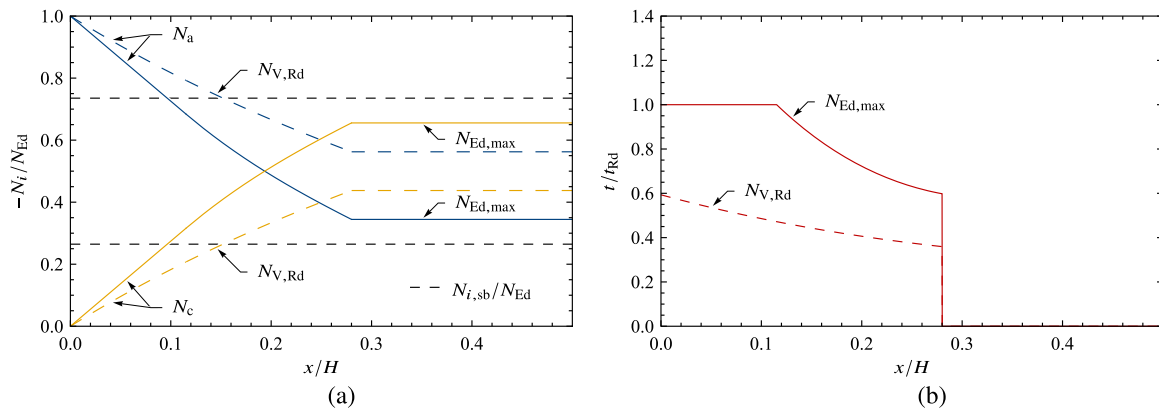 1.0
0.8
0.6
0.4
0.2
0.0
−N_i/N_Ed
N_a
N_V,Rd
N_Ed,max
N_Ed,max
N_V,Rd
N_c
N_i,sb/N_Ed
0.0 0.1 0.2 0.3 0.4
x/H
(a)
1.4
1.2
1.0
0.8
0.6
0.4
0.2
0.0
t/t_Rd
N_Ed,max
N_V,Rd
0.0 0.1 0.2 0.3 0.4
x/H
(b)